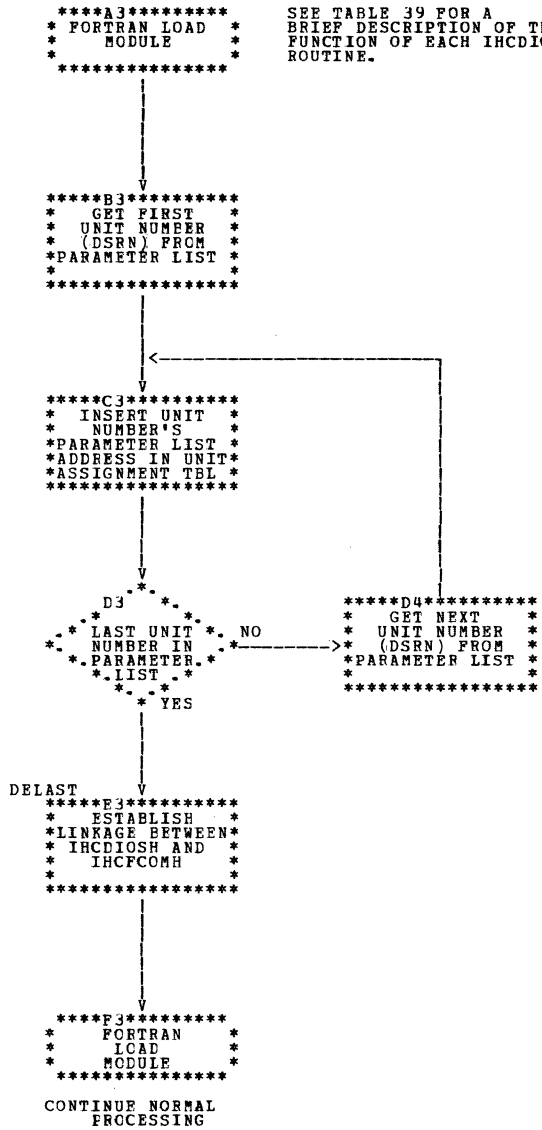 ****A3*********
FORTRAN LOAD
MODULE
SEE TABLE 39 FOR A
BRIEF DESCRIPTION OF
FUNCTION OF EACH
ROUTINE.
*****B3**********
GET FIRST
UNIT NUMBER
(DSRN) FROM
PARAMETER LIST
*****C3**********
INSERT UNIT
NUMBER'S
PARAMETER LIST
ADDRESS IN UNIT
ASSIGNMENT TBL
D3
LAST UNIT
NUMBER IN
PARAMETER
LIST
NO
YES
*****D4**********
GET NEXT
UNIT NUMBER
(DSRN) FROM
PARAMETER LIST
DELAST
*****E3**********
ESTABLISH
LINKAGE BETWEEN
IHCDIOSH AND
IHCFCOMH
****F3*********
FORTRAN
LOAD
MODULE
CONTINUE NORMAL
PROCESSING